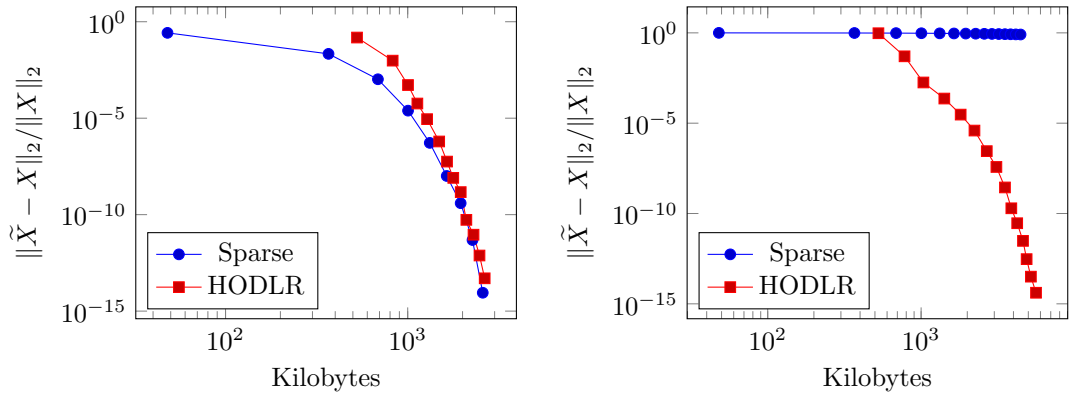 10^0
10^{-5}
10^{-10}
10^{-15}
10^2
10^3
Kilobytes
‖X̃ − X‖₂/‖X‖₂
Sparse
HODLR
10^0
10^{-5}
10^{-10}
10^{-15}
10^2
10^3
Kilobytes
‖X̃ − X‖₂/‖X‖₂
Sparse
HODLR